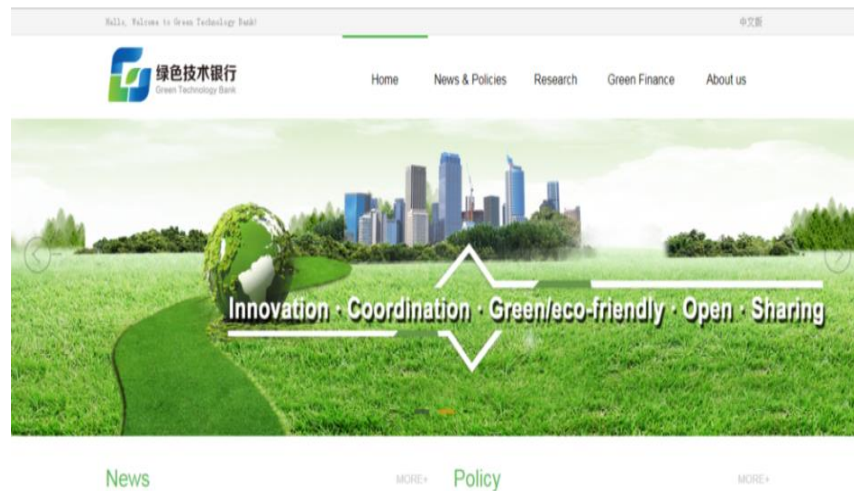 Hello, Welcome to Green Technology Bank!
中文版
绿色技术银行
Green Technology Bank
Home
News & Policies
Research
Green Finance
About us
Innovation · Coordination · Green/eco-friendly · Open · Sharing
News
MORE+
Policy
MORE+